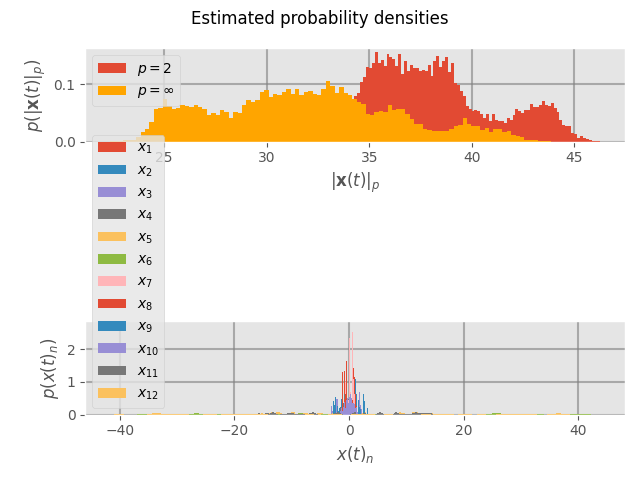 Estimated probability densities
p(|x(t)|ₚ)
0.1
0.0
p = 2
p = ∞
25
30
35
40
45
|x(t)|ₚ
x₁
x₂
x₃
x₄
x₅
x₆
x₇
x₈
x₉
x₁₀
x₁₁
x₁₂
p(x(t)ₙ)
2
1
0
−40
−20
0
20
40
x(t)ₙ